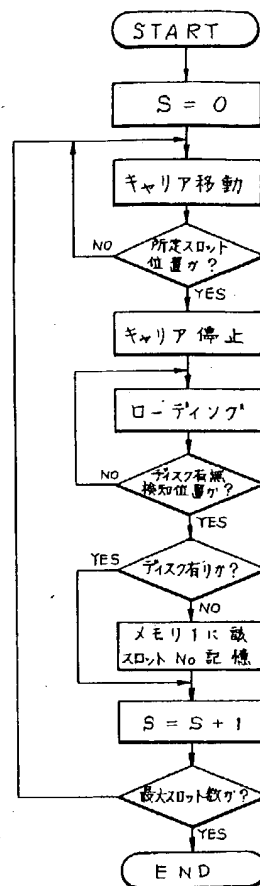 START
S = 0
キャリア移動
所定スロット
位置か?
NO
YES
キャリア停止
ローディング
ディスク有無
検知位置か?
NO
YES
ディスク有りか?
YES
NO
メモリ1に該
スロットNo記憶
S = S + 1
最大スロット数か?
YES
END